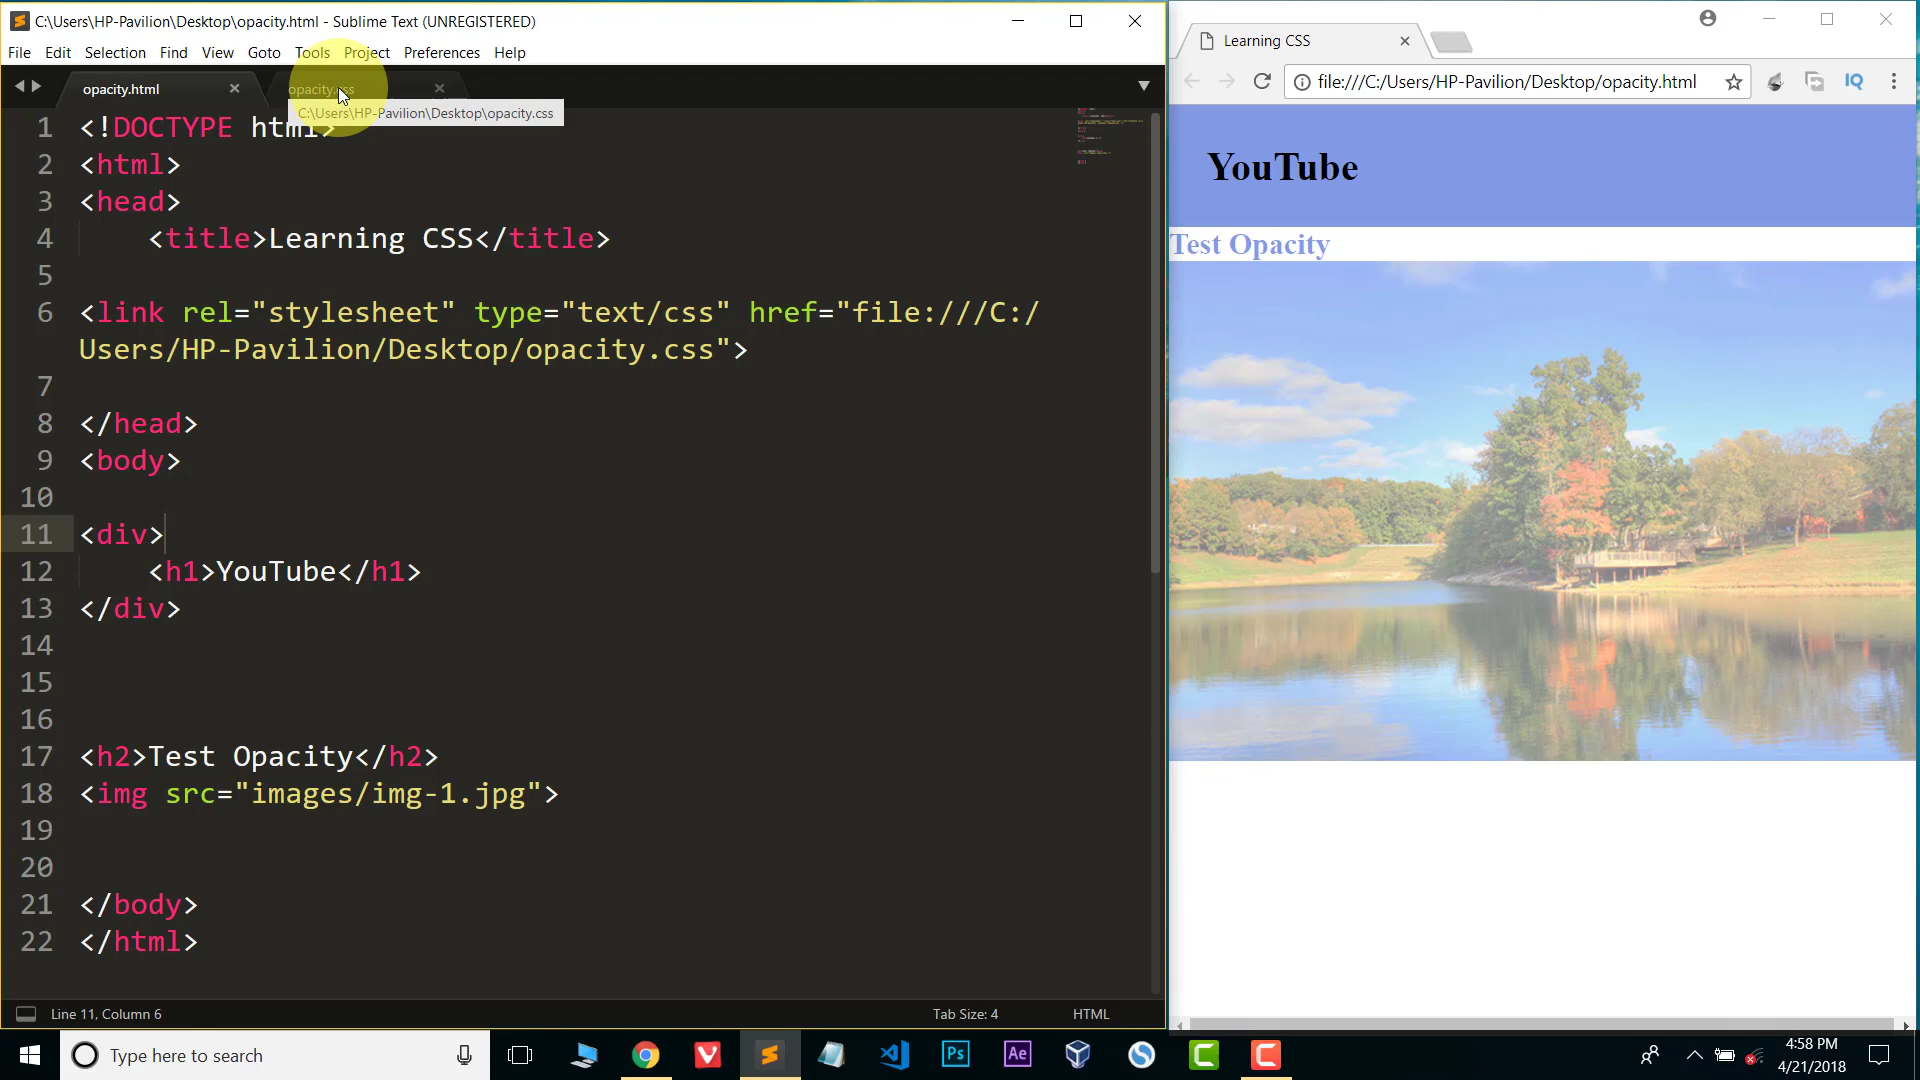 C:\Users\HP-Pavilion\Desktop\opacity.html - Sublime Text (UNREGISTERED)
File Edit Selection Find View Goto Tools Project Preferences Help
opacity.html
opacity.css
C:\Users\HP-Pavilion\Desktop\opacity.css
1 <!DOCTYPE html>
2 <html>
3 <head>
4 <title>Learning CSS</title>
5
6 <link rel="stylesheet" type="text/css" href="file:///C:/
Users/HP-Pavilion/Desktop/opacity.css">
7
8 </head>
9 <body>
10
11 <div>
12 <h1>YouTube</h1>
13 </div>
14
15
16
17 <h2>Test Opacity</h2>
18 <img src="images/img-1.jpg">
19
20
21 </body>
22 </html>
Line 11, Column 6
Tab Size: 4
HTML
Learning CSS
file:///C:/Users/HP-Pavilion/Desktop/opacity.html
IQ
YouTube
Test Opacity
Type here to search
Ps
Ae
4:58 PM
4/21/2018